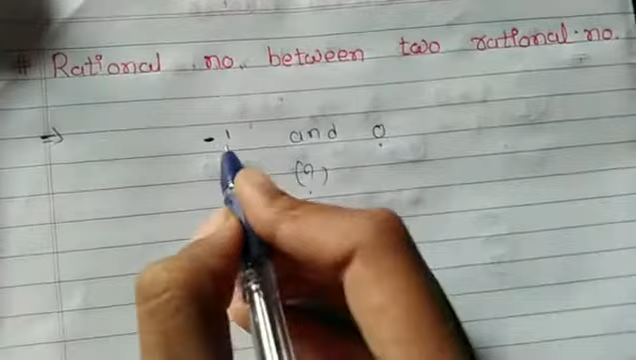 # Rational no. between two rational. no.
⇒ -1 and 0
(?)